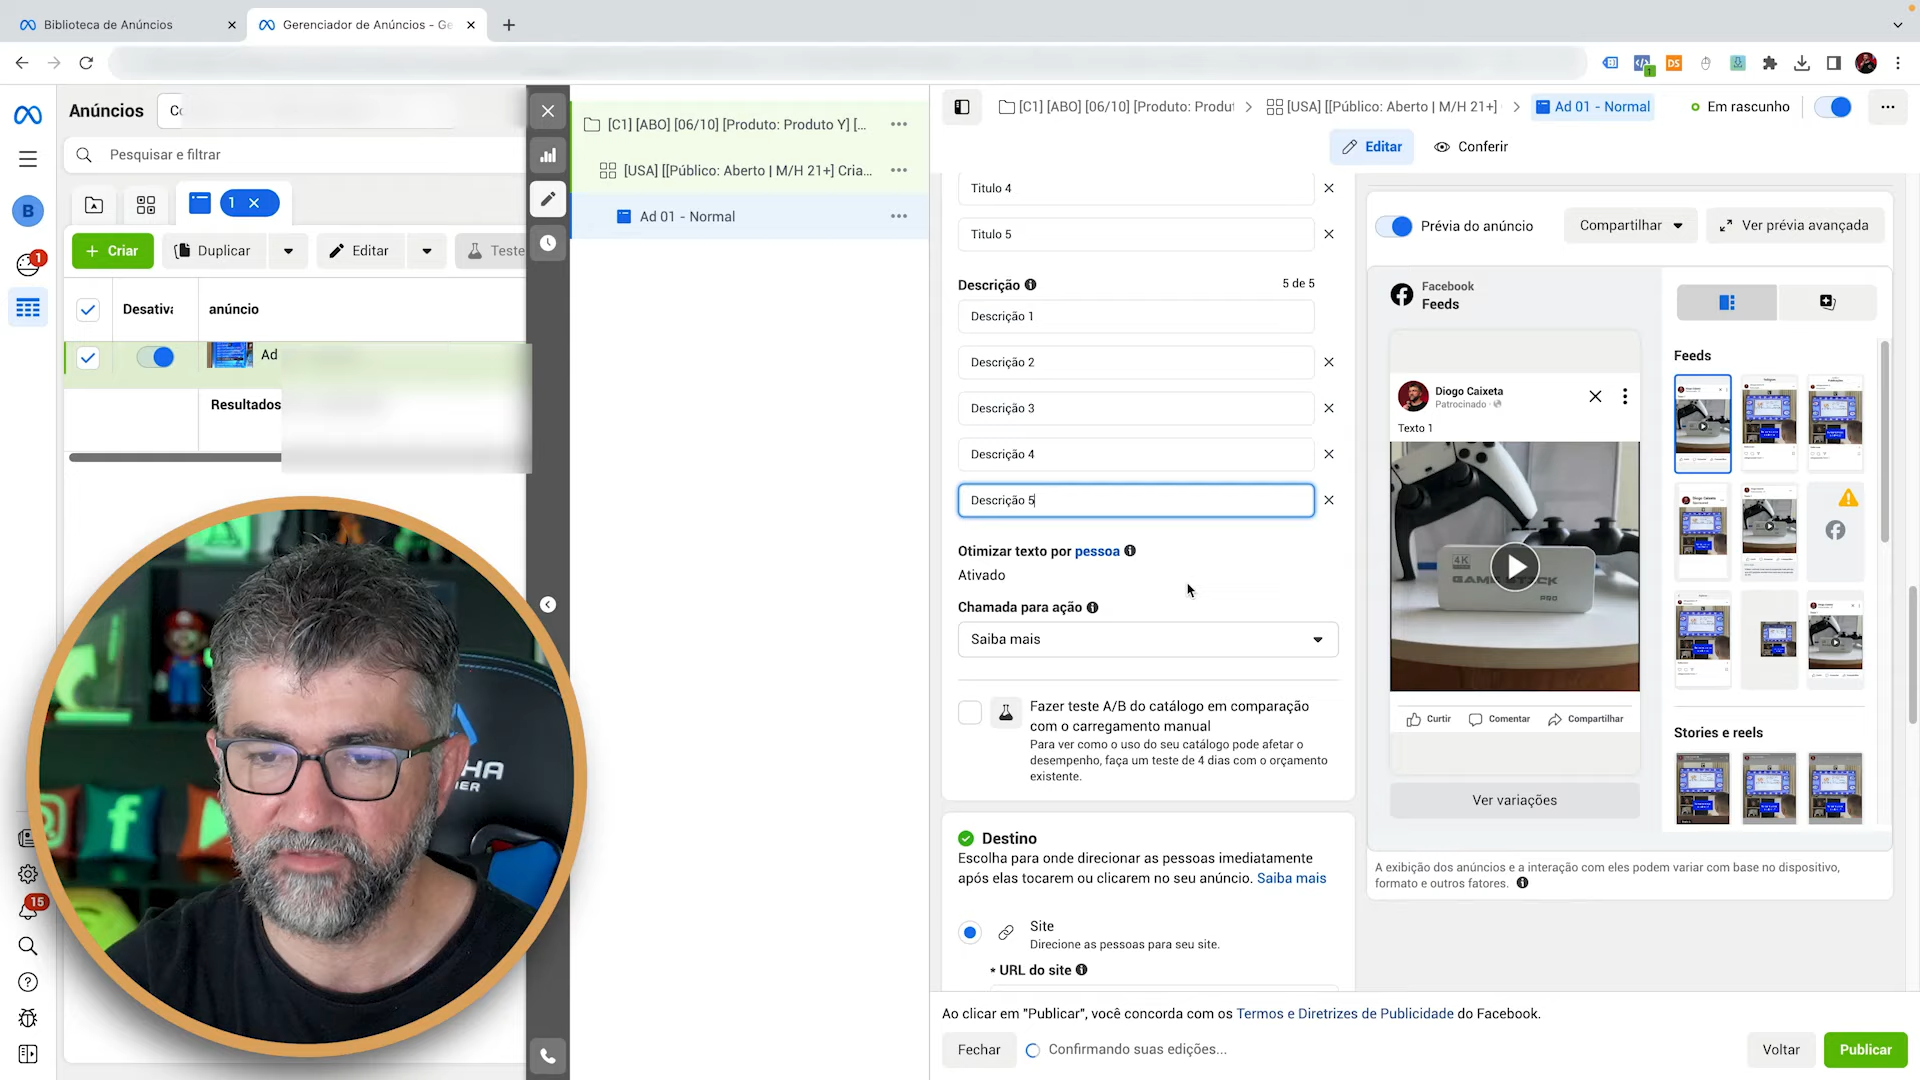 Biblioteca de Anúncios
Gerenciador de Anúncios - Ge
Anúncios
Pesquisar e filtrar
1
Criar
Duplicar
Editar
Teste
Desativa
anúncio
Ad
Resultados
B
1
15
[C1] [ABO] [06/10] [Produto: Produto Y] [...
[USA] [[Público: Aberto | M/H 21+] Cria...
Ad 01 - Normal
[C1] [ABO] [06/10] [Produto: Produt
[USA] [[Público: Aberto | M/H 21+]
Ad 01 - Normal
Em rascunho
Editar
Conferir
Titulo 4
Titulo 5
Descrição
5 de 5
Descrição 1
Descrição 2
Descrição 3
Descrição 4
Descrição 5
Otimizar texto por pessoa
Ativado
Chamada para ação
Saiba mais
Fazer teste A/B do catálogo em comparação
com o carregamento manual
Para ver como o uso do seu catálogo pode afetar o
desempenho, faça um teste de 4 dias com o orçamento
existente.
Destino
Escolha para onde direcionar as pessoas imediatamente
após elas tocarem ou clicarem no seu anúncio. Saiba mais
Site
Direcione as pessoas para seu site.
* URL do site
Prévia do anúncio
Compartilhar
Ver prévia avançada
Facebook
Feeds
Diogo Caixeta
Patrocinado
Texto 1
4K
GAME STICK
PRO
Curtir
Comentar
Compartilhar
Ver variações
Feeds
Stories e reels
A exibição dos anúncios e a interação com eles podem variar com base no dispositivo,
formato e outros fatores.
Ao clicar em "Publicar", você concorda com os Termos e Diretrizes de Publicidade do Facebook.
Fechar
Confirmando suas edições...
Voltar
Publicar